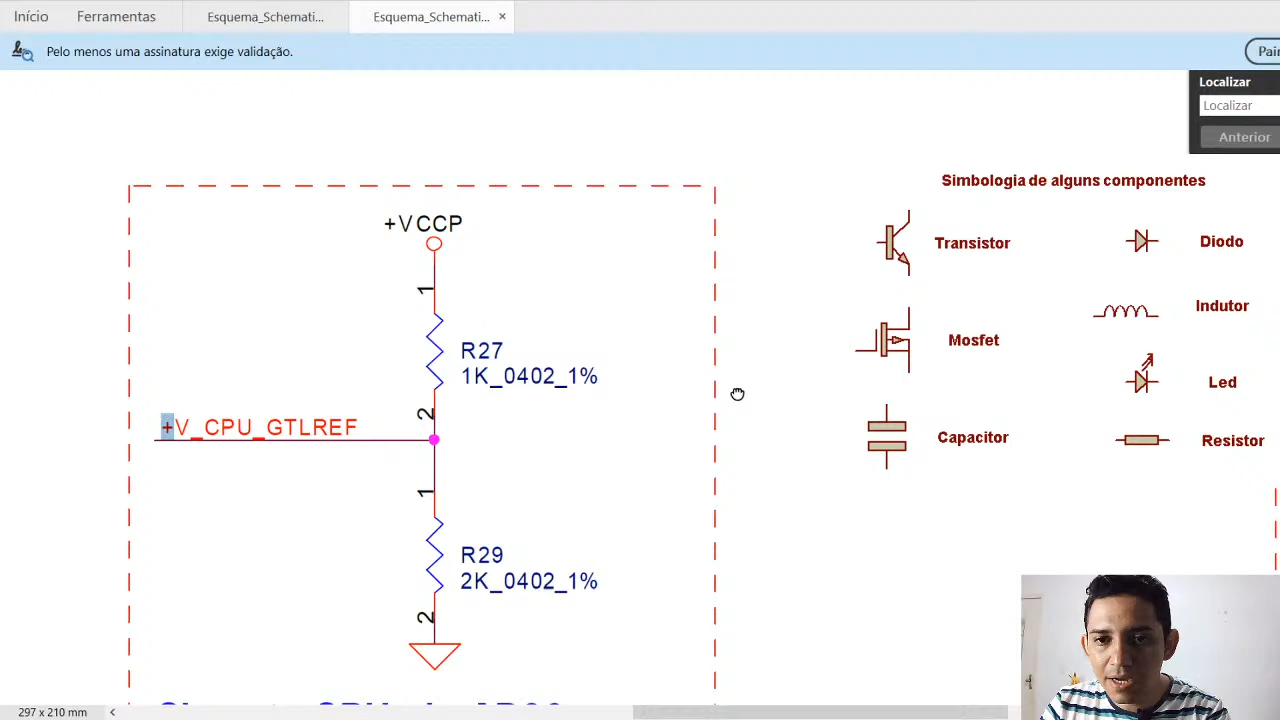 Início
Ferramentas
Esquema_Schemati...
Esquema_Schemati...
Pelo menos uma assinatura exige validação.
Localizar
Localizar
Anterior
Simbologia de alguns componentes
Transistor
Diodo
Indutor
Mosfet
Led
Capacitor
Resistor
+VCCP
1
R27
1K_0402_1%
2
+V_CPU_GTLREF
1
R29
2K_0402_1%
2
297 x 210 mm